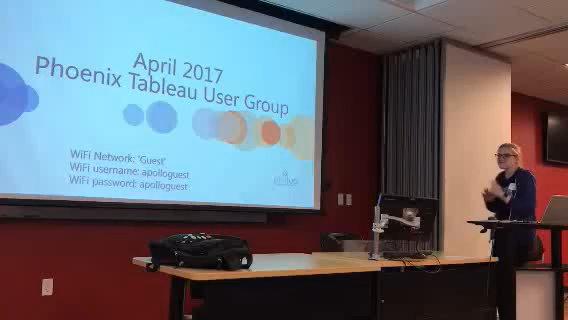 April 2017
Phoenix Tableau User Group
WiFi Network: 'Guest'
WiFi username: apolloguest
WiFi password: apolloguest